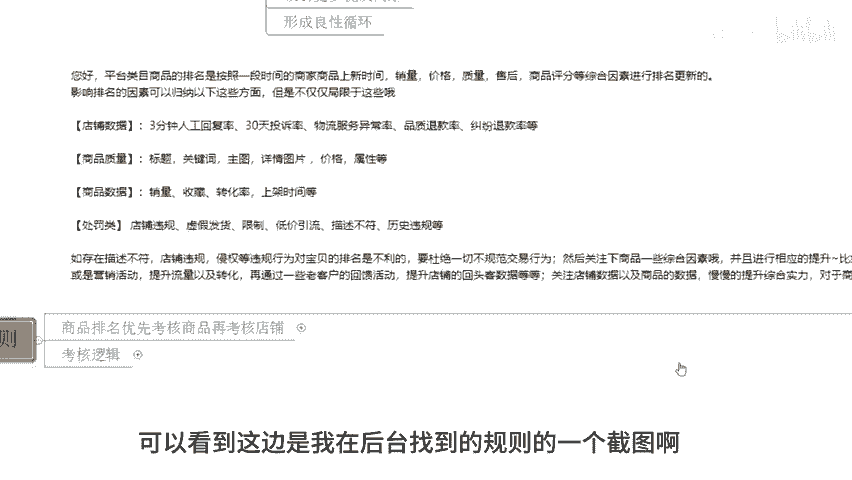 形成良性循环
您好，平台类目商品的排名是按照一段时间的商家商品上新时间，销量，价格，质量，售后，商品评分等综合因素进行排名更新的。
影响排名的因素可以归纳以下这些方面，但是不仅仅局限于这些哦
【店铺数据】：3分钟人工回复率、30天投诉率、物流服务异常率、品质退款率、纠纷退款率等
【商品质量】：标题，关键词，主图，详情图片 ，价格，属性等
【商品数据】：销量、收藏、转化率，上架时间等
【处罚类】 店铺违规、虚假发货、限制、低价引流、描述不符、历史违规等
如存在描述不符，店铺违规，侵权等违规行为对宝贝的排名是不利的，要杜绝一切不规范交易行为；然后关注下商品一些综合因素哦，并且进行相应的提升~比
或是营销活动，提升流量以及转化，再通过一些老客户的回馈活动，提升店铺的回头客数据等等；关注店铺数据以及商品的数据，慢慢的提升综合实力，对于商
则
商品排名优先考核商品再考核店铺
考核逻辑
可以看到这边是我在后台找到的规则的一个截图啊